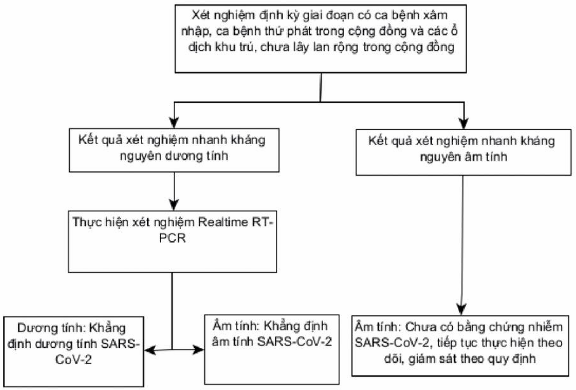 Xét nghiệm định kỳ giai đoạn có ca bệnh xâm
nhập, ca bệnh thứ phát trong cộng đồng và các ổ
dịch khu trú, chưa lây lan rộng trong cộng đồng
Kết quả xét nghiệm nhanh kháng
nguyên dương tính
Kết quả xét nghiệm nhanh kháng
nguyên âm tính
Thực hiện xét nghiệm Realtime RT-
PCR
Dương tính: Khẳng
định dương tính SARS-
CoV-2
Âm tính: Khẳng định
âm tính SARS-CoV-2
Âm tính: Chưa có bằng chứng nhiễm
SARS-CoV-2, tiếp tục thực hiện theo
dõi, giám sát theo quy định